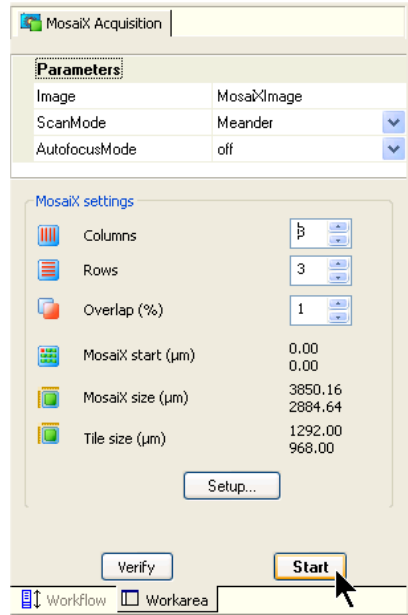 MosaiX Acquisition
Parameters
Image MosaiXImage
ScanMode Meander
AutofocusMode off
MosaiX settings
Columns 3
Rows 3
Overlap (%) 1
MosaiX start (µm) 0.00
0.00
MosaiX size (µm) 3850.16
2884.64
Tile size (µm) 1292.00
968.00
Setup...
Verify Start
Workflow Workarea